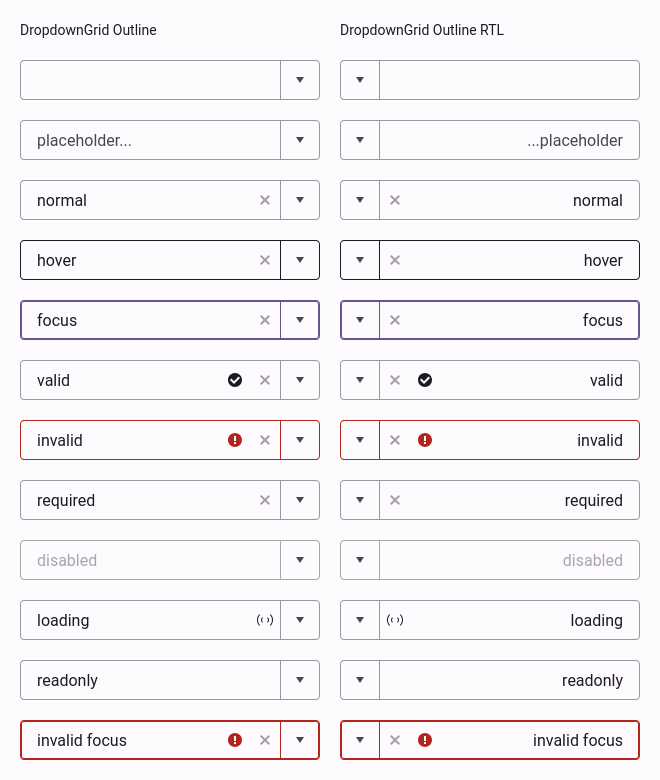 DropdownGrid Outline
DropdownGrid Outline RTL
placeholder...
...placeholder
normal
normal
hover
hover
focus
focus
valid
valid
invalid
invalid
required
required
disabled
disabled
loading
loading
readonly
readonly
invalid focus
invalid focus